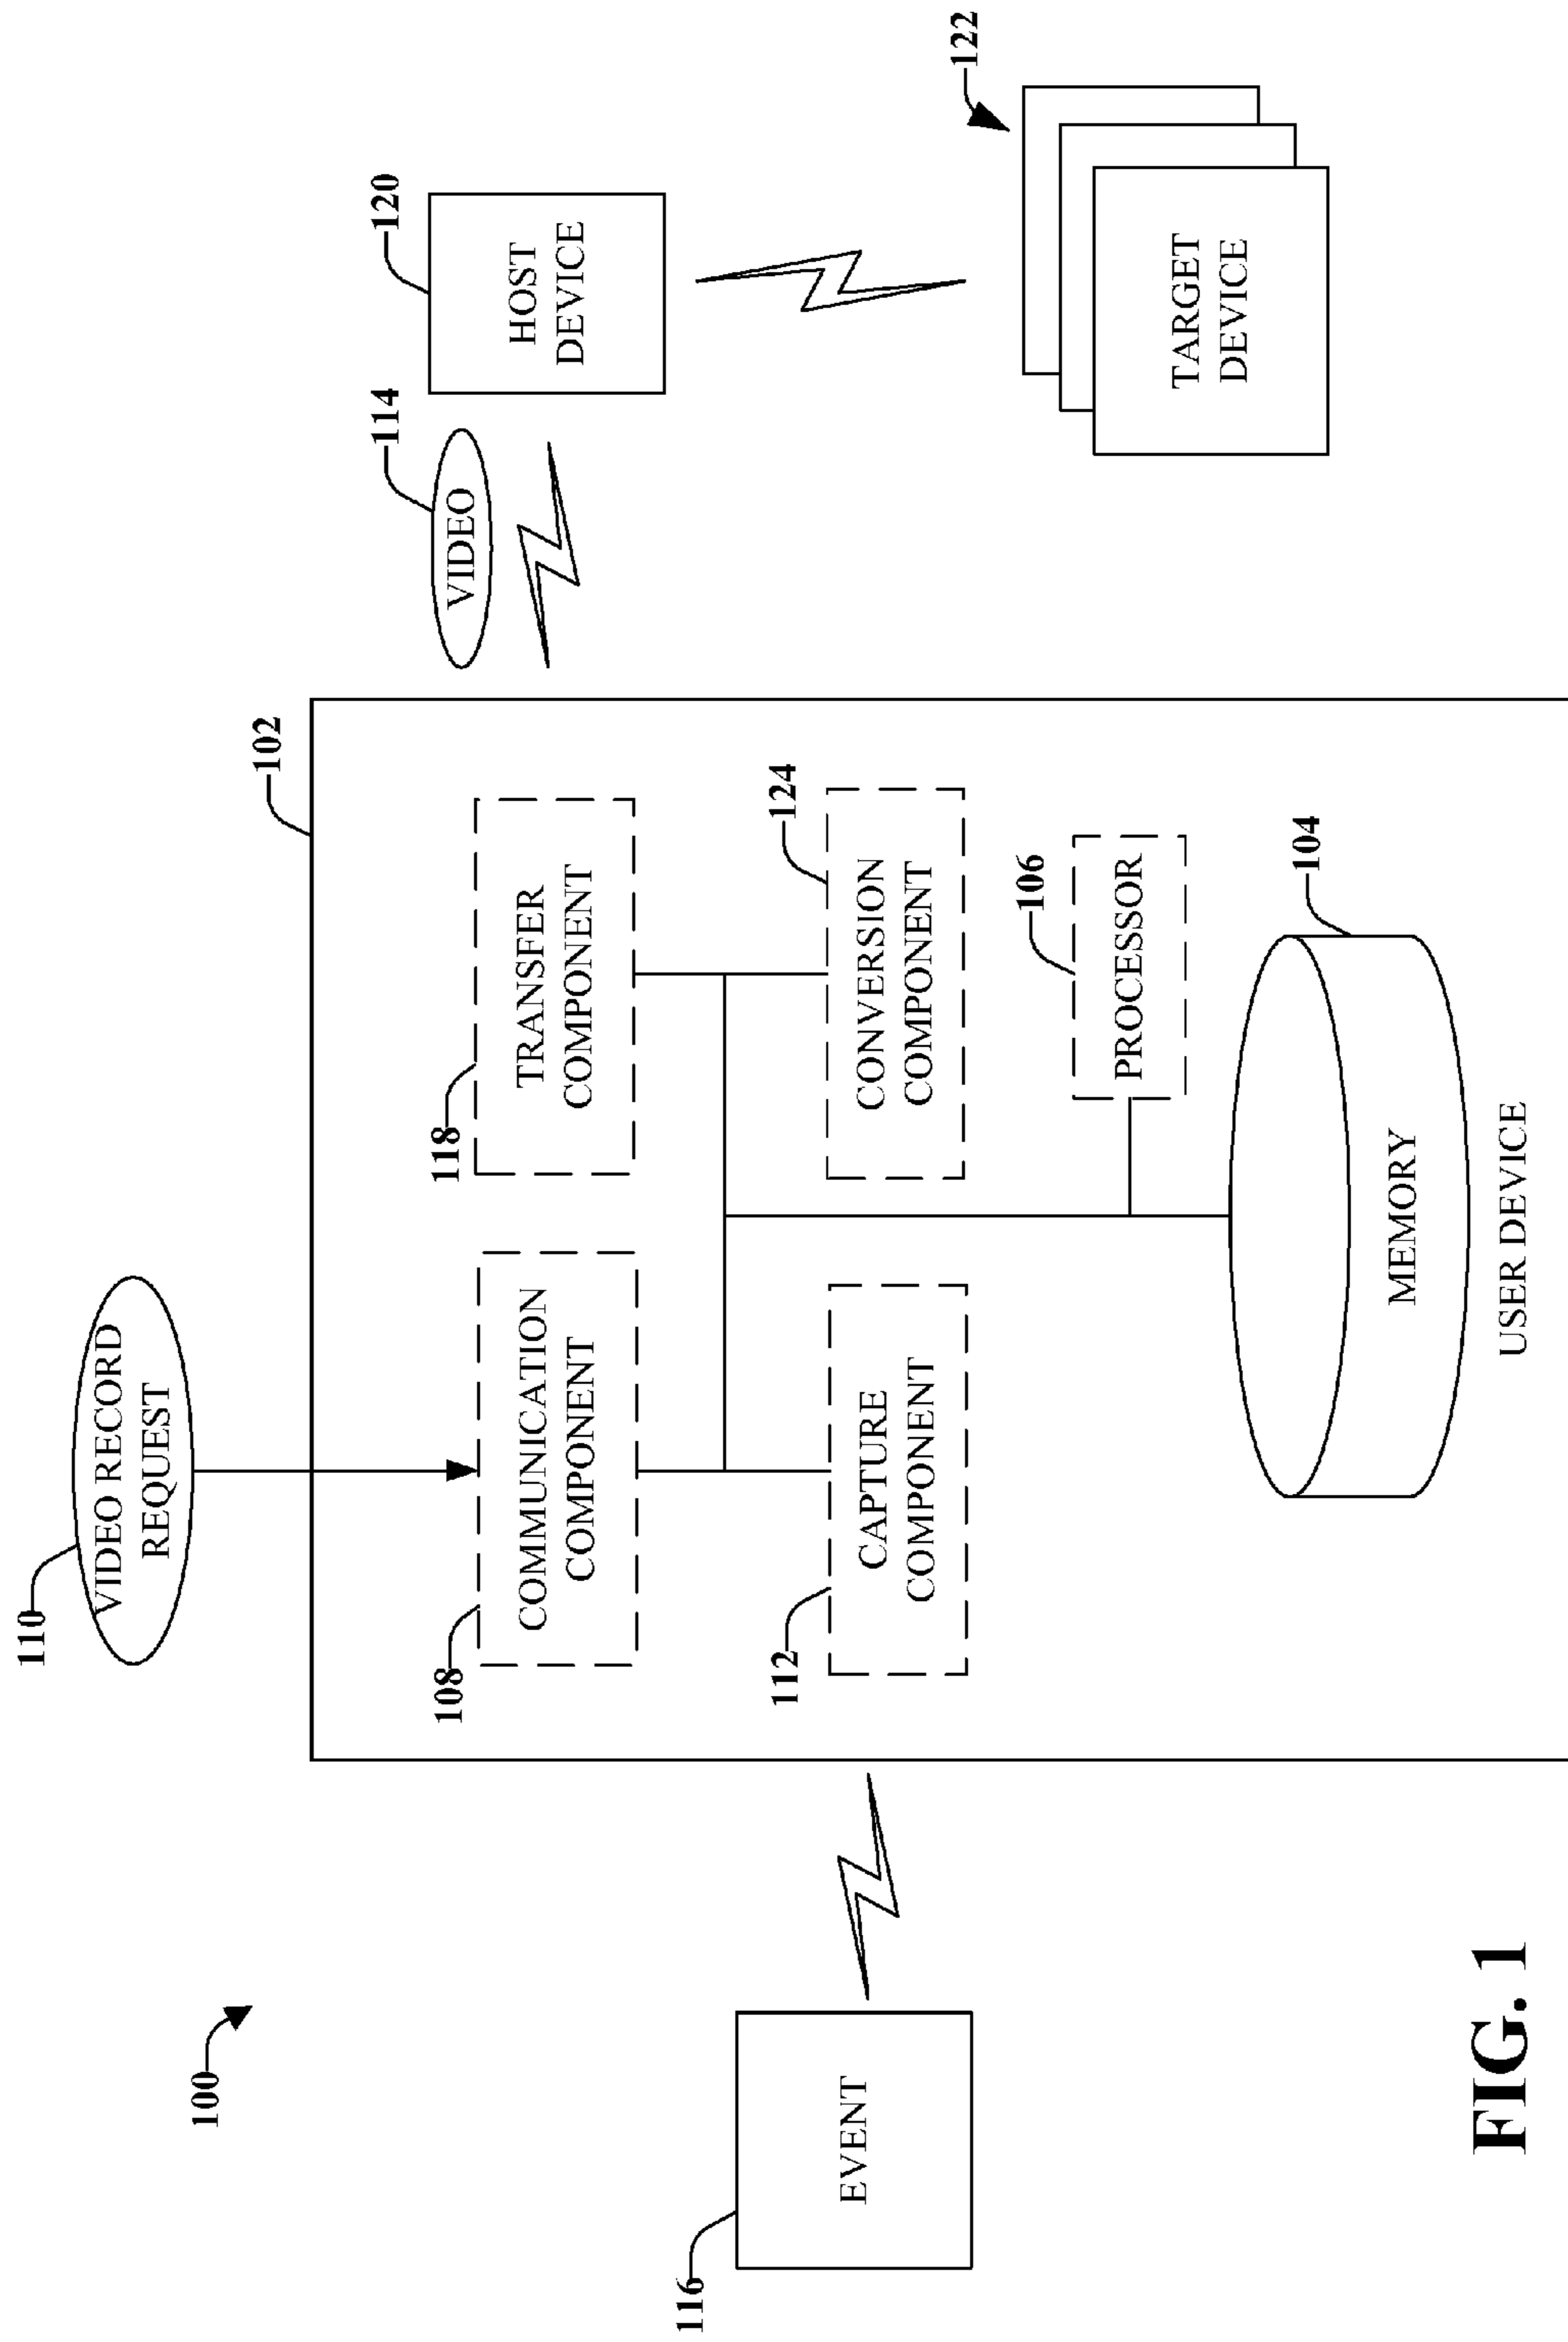 100
110
VIDEO RECORD
REQUEST
102
108
COMMUNICATION
COMPONENT
118
TRANSFER
COMPONENT
114
VIDEO
120
HOST
DEVICE
116
EVENT
112
CAPTURE
COMPONENT
124
CONVERSION
COMPONENT
106
PROCESSOR
122
TARGET
DEVICE
104
MEMORY
USER DEVICE
FIG. 1